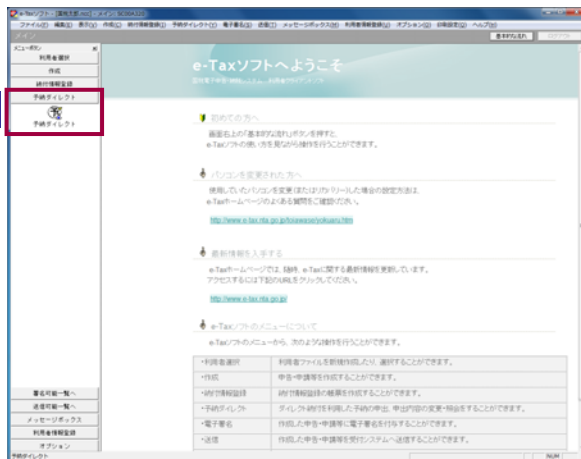 e-Taxソフト
ファイル(F) 編集(E) 表示(V) 作成(C) 納付情報登録(I) 予納ダイレクト(Y) 電子署名(S) 送信(T) メッセージボックス(M) 利用者情報登録(U) オプション(O) 印刷設定(G) ヘルプ(H)
メイン
基本的な流れ
メニューボタン
利用者選択
作成
納付情報登録
予納ダイレクト
予納ダイレクト
署名可能一覧へ
送信可能一覧へ
メッセージボックス
利用者情報登録
オプション
e-Taxソフトへようこそ
国税電子申告・納税システム 利用者クライアントソフト
初めての方へ
画面右上の「基本的な流れ」ボタンを押すと、
e-Taxソフトの使い方を見ながら操作を行うことができます。
パソコンを変更された方へ
使用していたパソコンを変更(またはリカバリー)した場合の設定方法は、
e-Taxホームページのよくある質問をご確認ください。
http://www.e-tax.nta.go.jp/toiawase/yokuaru.htm
最新情報を入手する
e-Taxホームページでは、随時、e-Taxに関する最新情報を更新しています。
アクセスするには下記のURLをクリックしてください。
http://www.e-tax.nta.go.jp/
e-Taxソフトのメニューについて
e-Taxソフトのメニューから、次のような操作を行うことができます。
・利用者選択 利用者ファイルを新規作成したり、選択することができます。
・作成 申告・申請等を作成することができます。
・納付情報登録 納付情報登録の帳票を作成することができます。
・予納ダイレクト ダイレクト納付を利用した予納の申出、申出内容の変更・照会をすることができます。
・電子署名 作成した申告・申請等に電子署名を付与することができます。
・送信 作成した申告・申請等を受付システムへ送信することができます。
予納ダイレクト
NUM